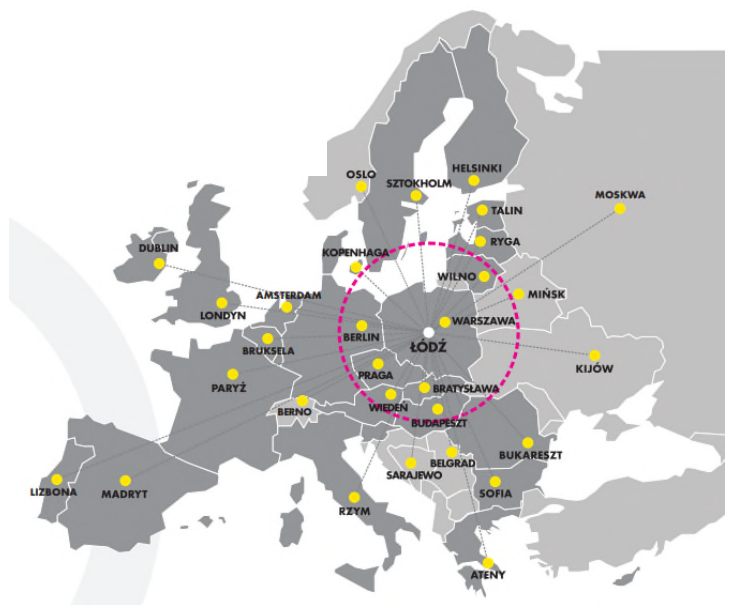 OSLO
SZTOKHOLM
HELSINKI
MOSKWA
TALIN
DUBLIN
KOPENHAGA
RYGA
WILNO
AMSTERDAM
MIŃSK
LONDYN
BERLIN
WARSZAWA
BRUKSELA
ŁÓDŹ
KIJÓW
PARYŻ
PRAGA
BRATYSŁAWA
BERNO
WIEDEŃ
BUDAPESZT
BUKARESZT
BELGRAD
SARAJEWO
LIZBONA
MADRYT
SOFIA
RZYM
ATENY